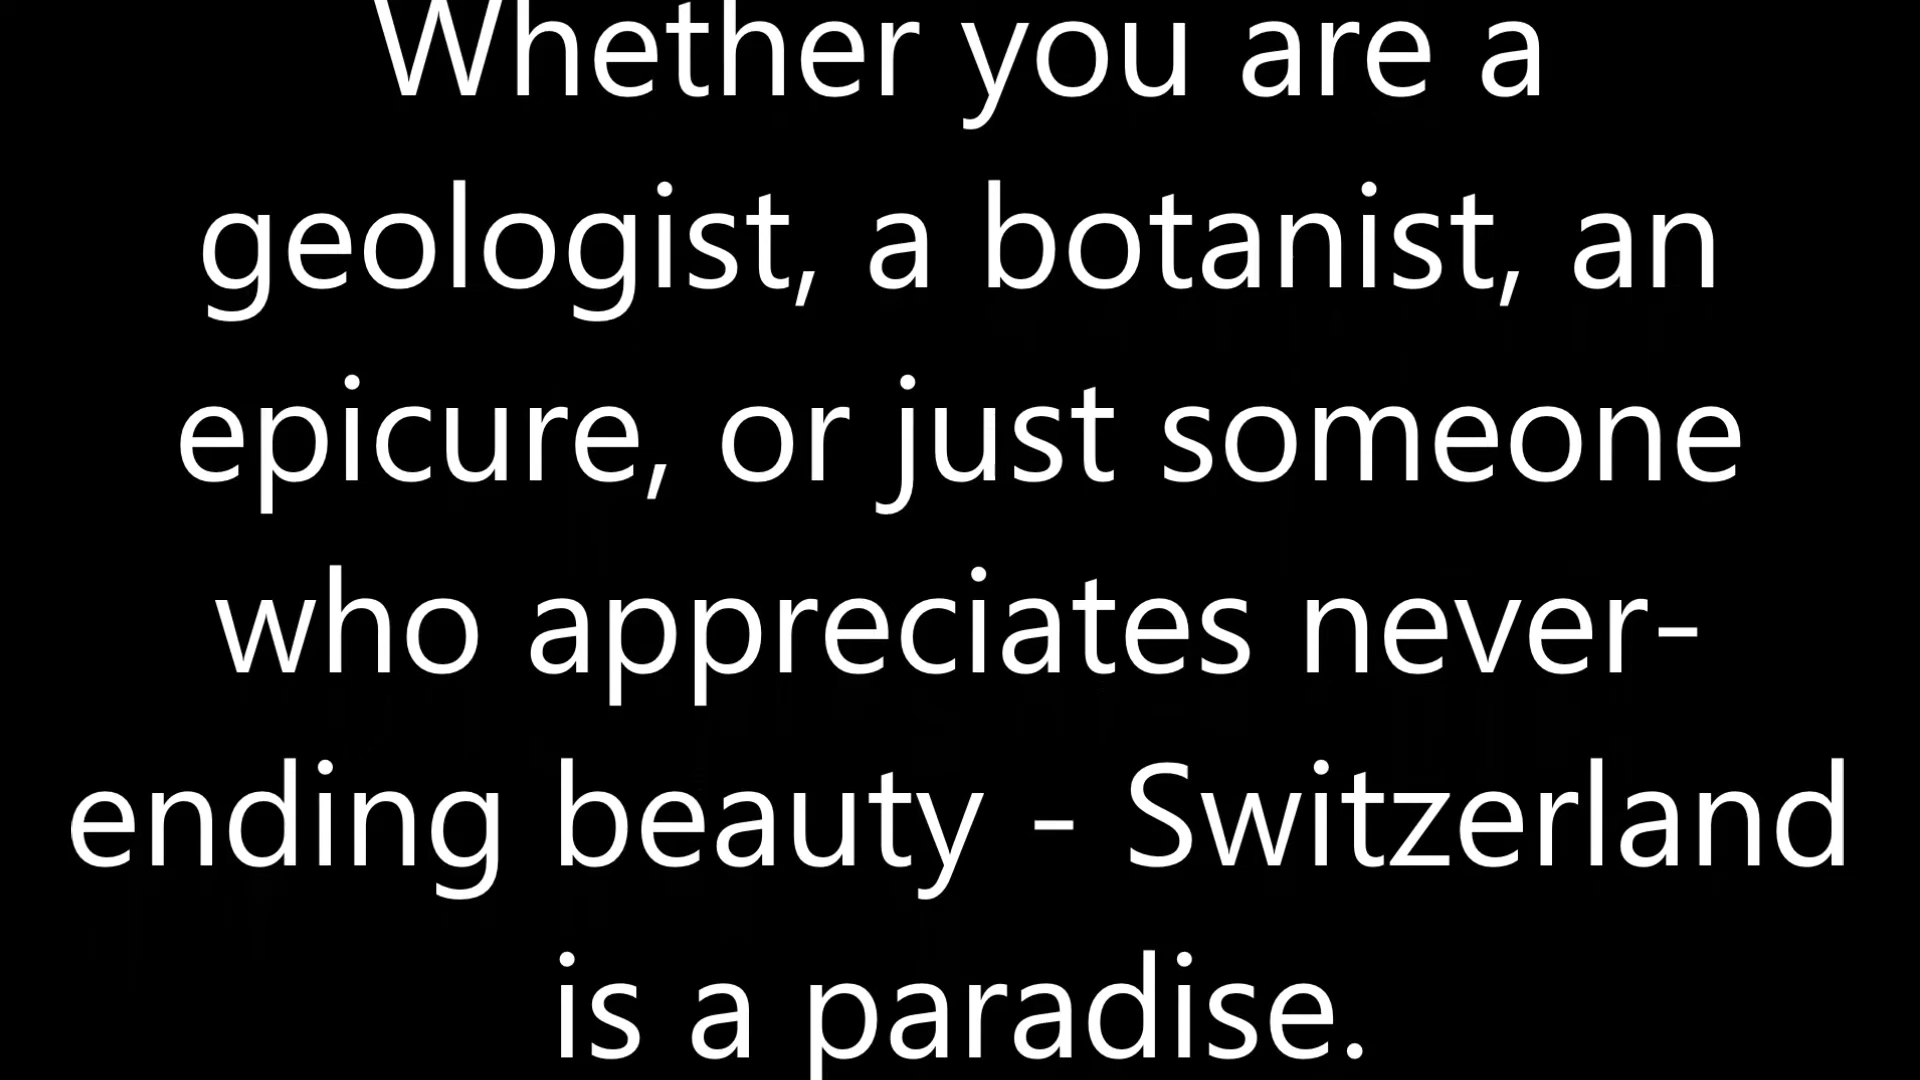 Whether you are a
geologist, a botanist, an
epicure, or just someone
who appreciates never-
ending beauty - Switzerland
is a paradise.